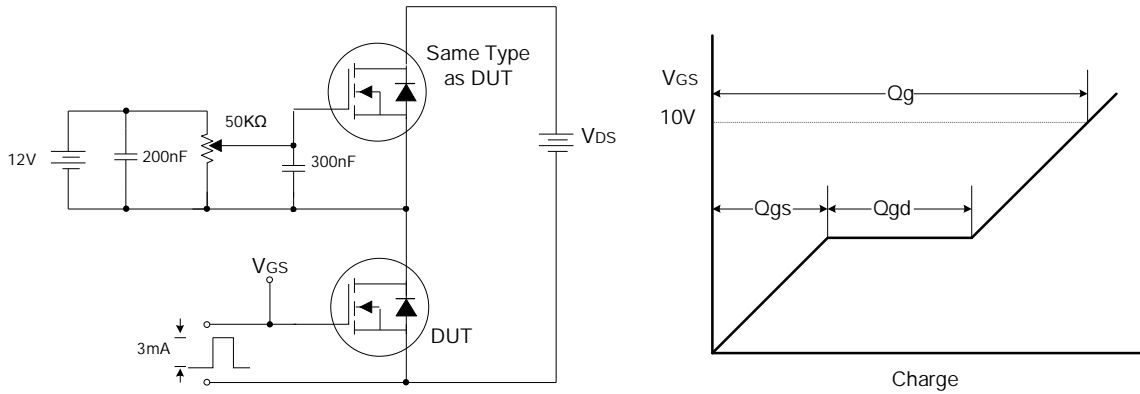 Same Type
as DUT
12V
200nF
50KΩ
300nF
VDS
VGS
3mA
DUT
VGS
10V
Qg
Qgs
Qgd
Charge